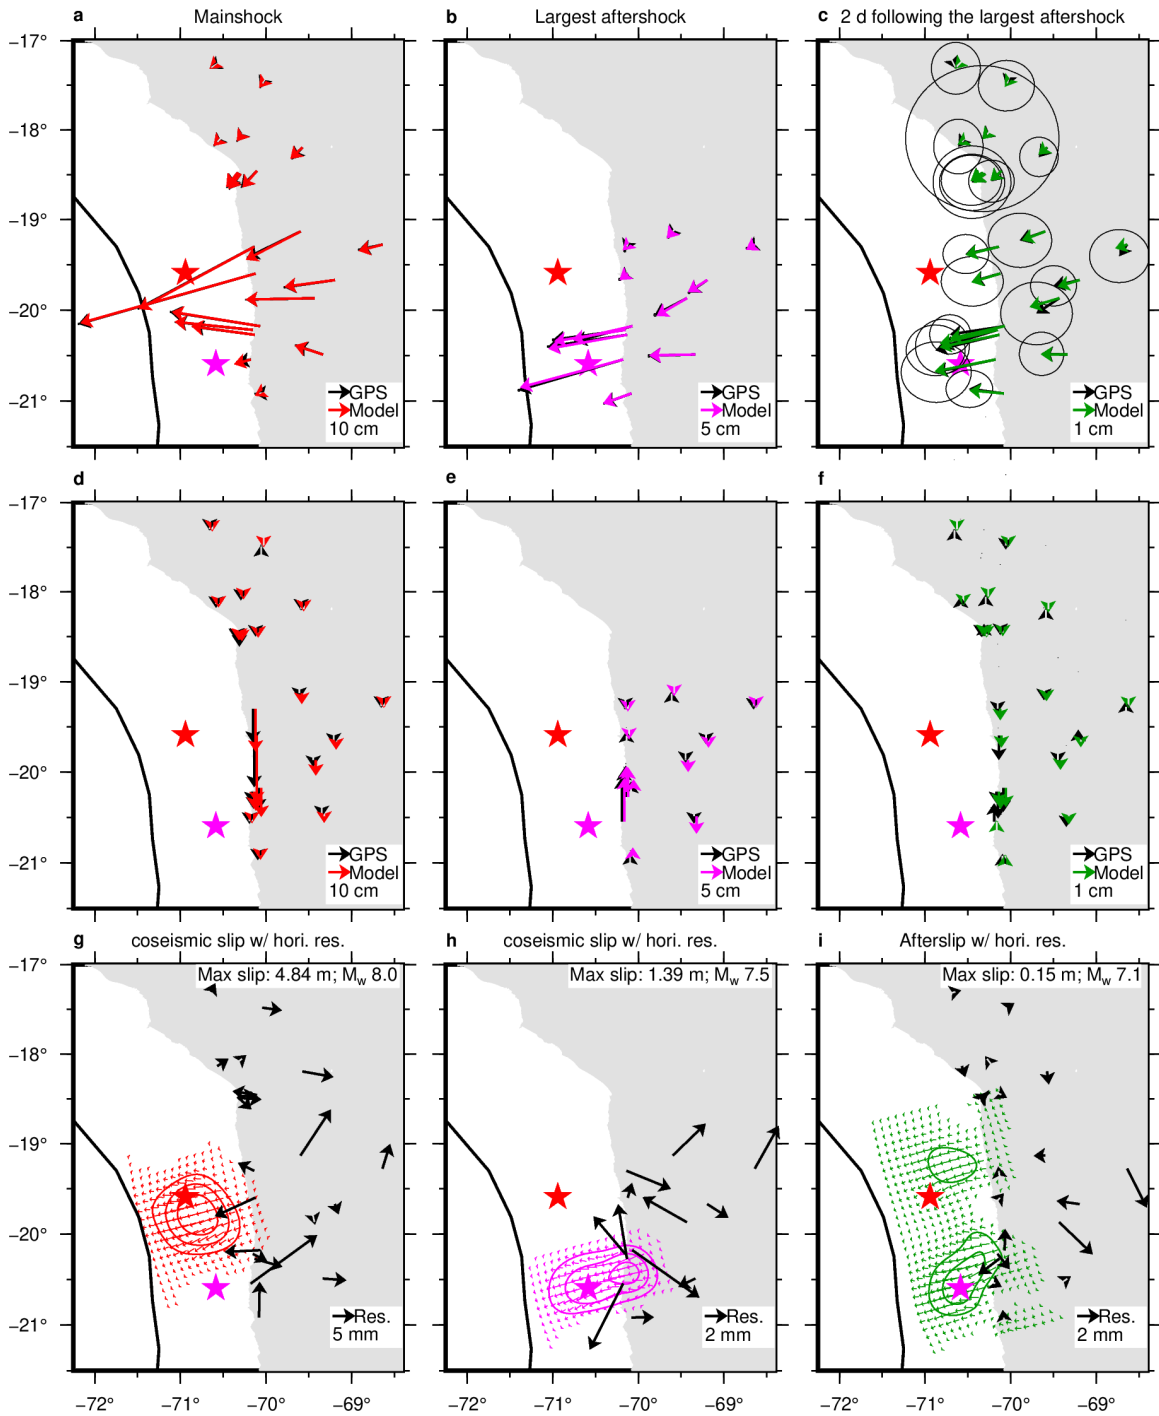 a Mainshock
b Largest aftershock
c 2 d following the largest aftershock
−17°
−18°
−19°
−20°
−21°
GPS
Model
10 cm
GPS
Model
5 cm
GPS
Model
1 cm
d
e
f
−17°
−18°
−19°
−20°
−21°
GPS
Model
10 cm
GPS
Model
5 cm
GPS
Model
1 cm
g coseismic slip w/ hori. res.
h coseismic slip w/ hori. res.
i Afterslip w/ hori. res.
Max slip: 4.84 m; Mw 8.0
Max slip: 1.39 m; Mw 7.5
Max slip: 0.15 m; Mw 7.1
−17°
−18°
−19°
−20°
−21°
Res.
5 mm
Res.
2 mm
Res.
2 mm
−72° −71° −70° −69°
−72° −71° −70° −69°
−72° −71° −70° −69°